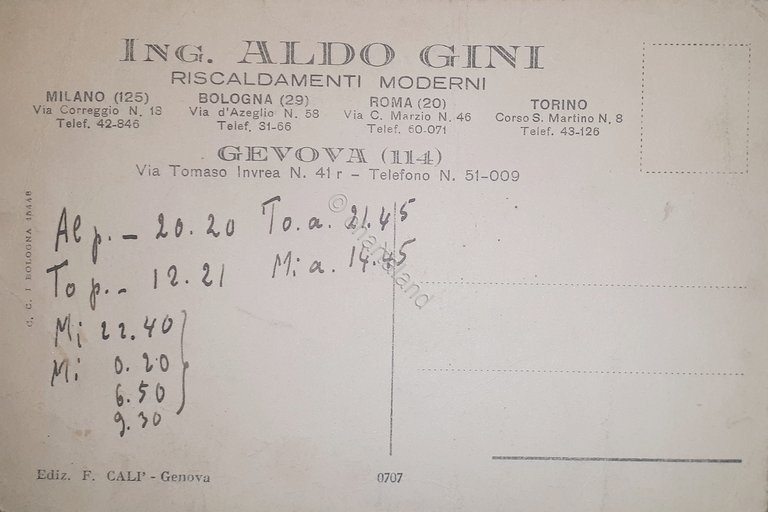 ING. ALDO GINI
RISCALDAMENTI MODERNI
MILANO (125)
Via Correggio N. 18
Telef. 42-846
BOLOGNA (29)
Via d'Azeglio N. 58
Telef. 31-66
ROMA (20)
Via C. Marzio N. 46
Telef. 60-071
TORINO
Corso S. Martino N. 8
Telef. 43-126
GEVOVA (114)
Via Tomaso Invrea N. 41 r - Telefono N. 51-009
Al p. - 20.20 To. a. 21.45
To p. - 12.21 Mi a. 14.45
Mi 22.40
Mi 0.20
6.50
9.30
© martaland
C. C. I BOLOGNA 45448
Ediz. F. CALI' - Genova
0707